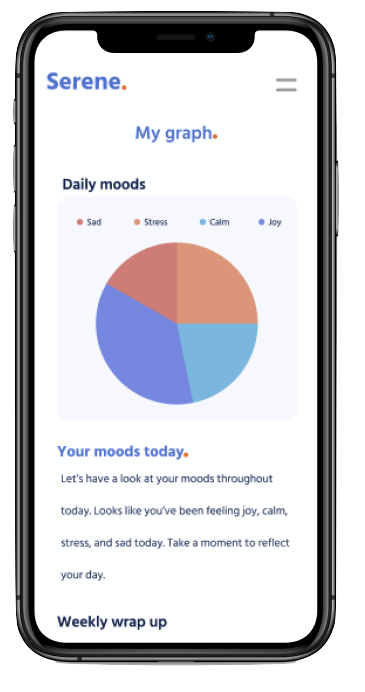 Serene.
My graph.
Daily moods
Sad Stress Calm Joy
Your moods today.
Let's have a look at your moods throughout
today. Looks like you've been feeling joy, calm,
stress, and sad today. Take a moment to reflect
your day.
Weekly wrap up